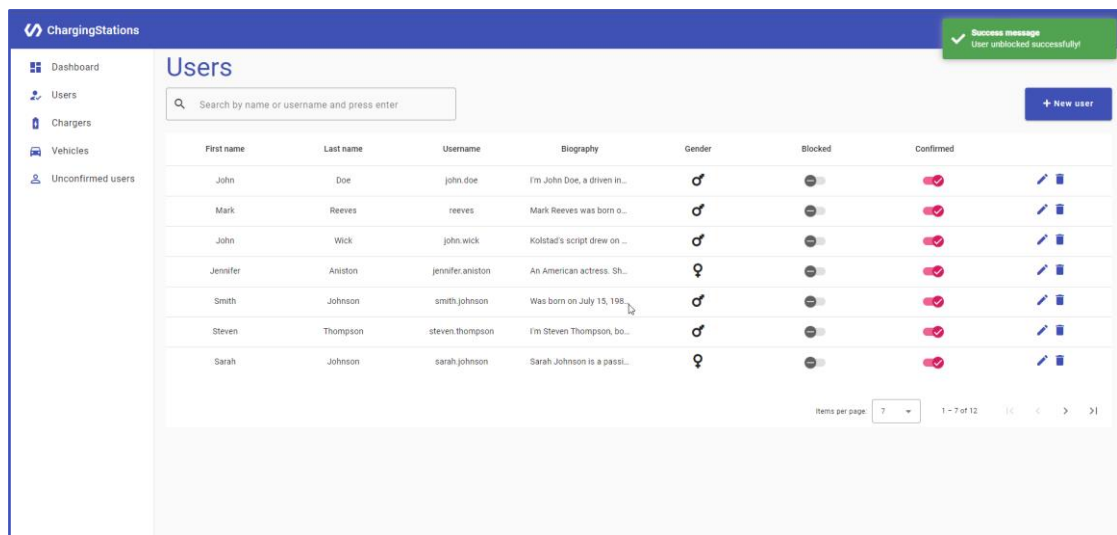 ChargingStations
Success message
User unblocked successfully!
Dashboard
Users
Chargers
Vehicles
Unconfirmed users
Users
Search by name or username and press enter
+ New user
First name Last name Username Biography Gender Blocked Confirmed
John Doe john.doe I'm John Doe, a driven in...
Mark Reeves reeves Mark Reeves was born o...
John Wick john.wick Kolstad's script drew on ...
Jennifer Aniston jennifer.aniston An American actress. Sh...
Smith Johnson smith.johnson Was born on July 15, 198...
Steven Thompson steven.thompson I'm Steven Thompson, bo...
Sarah Johnson sarah.johnson Sarah Johnson is a passi...
Items per page: 7 1 – 7 of 12